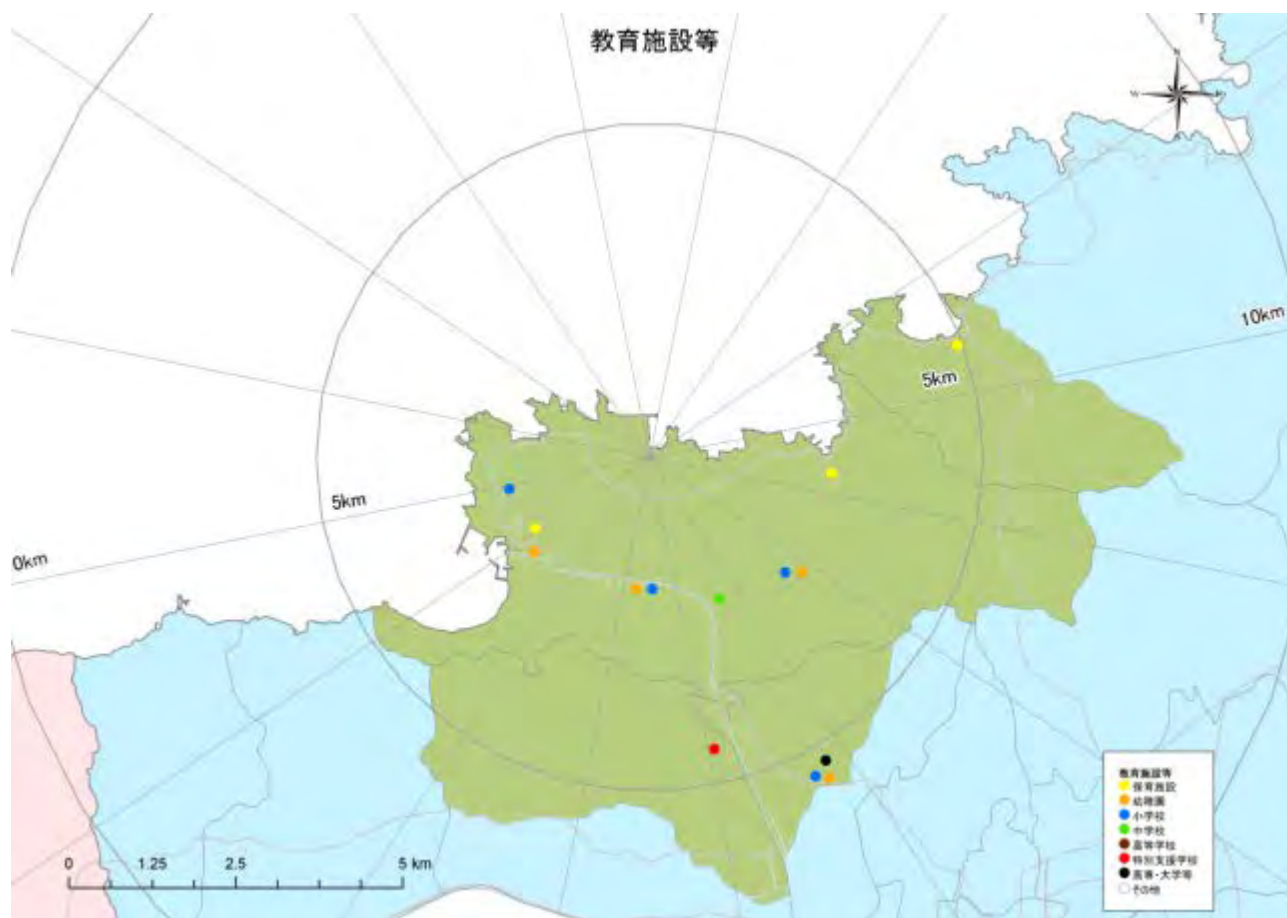 教育施設等
N
W
10km
5km
5km
0km
0 1.25 2.5 5 km
教育施設等
保育施設
幼稚園
小学校
中学校
高等学校
特別支援学校
高専・大学等
その他